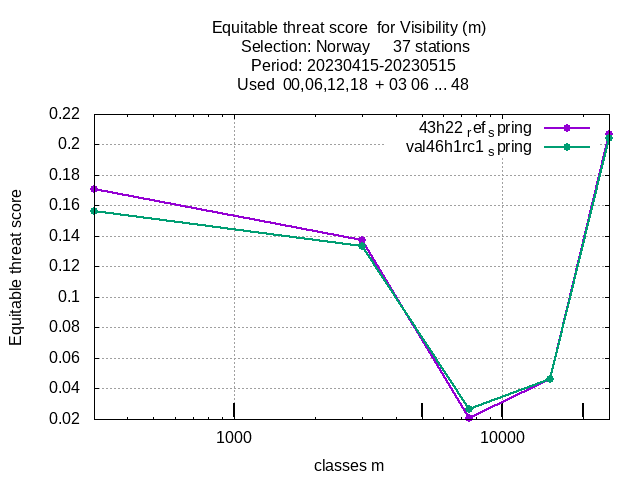 Equitable threat score  for Visibility (m)
Selection: Norway     37 stations
Period: 20230415-20230515
Used  00,06,12,18  + 03 06 ... 48
43h22 ref spring
val46h1rc1 spring
0.22
0.2
0.18
0.16
0.14
0.12
0.1
0.08
0.06
0.04
0.02
Equitable threat score
1000 10000
classes m